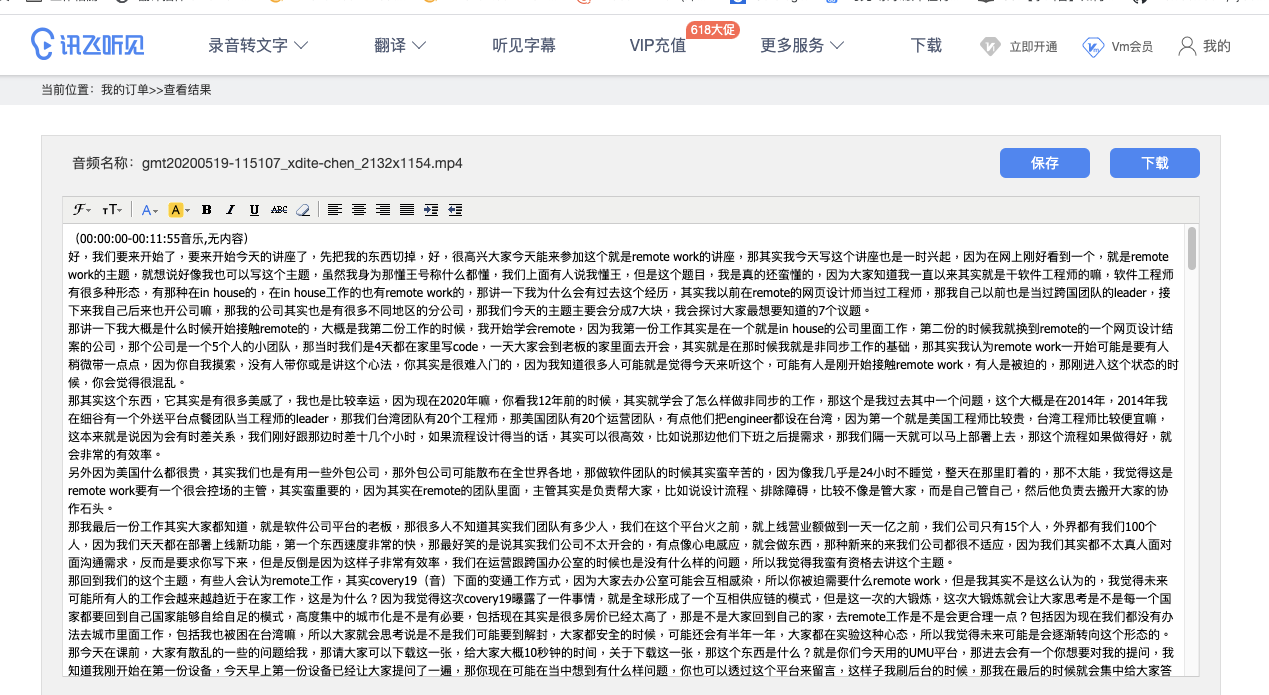 讯飞听见
录音转文字
翻译
听见字幕
VIP充值
618大促
更多服务
下载
立即开通
Vm会员
我的
当前位置：我的订单>>查看结果
音频名称：gmt20200519-115107_xdite-chen_2132x1154.mp4
保存
下载
（00:00:00-00:11:55音乐,无内容）
好，我们要来开始了，要来开始今天的讲座了，先把我的东西切掉，好，很高兴大家今天能来参加这个就是remote work的讲座，那其实我今天写这个讲座也是一时兴起，因为在网上刚好看到一个，就是remote
work的主题，就想说好像我也可以写这个主题，虽然我身为那懂王号称什么都懂，我们上面有人说我懂王，但是这个题目，我是真的还蛮懂的，因为大家知道我一直以来其实就是干软件工程师的嘛，软件工程师
有很多种形态，有那种在in house的，在in house工作的也有remote work的，那讲一下我为什么会有过去这个经历，其实我以前在remote的网页设计师当过工程师，那我自己以前也是当过跨国团队的leader，接
下来我自己后来也开公司嘛，那我的公司其实也是有很多不同地区的分公司，那我们今天的主题主要会分成7大块，我会探讨大家最想要知道的7个议题。
那讲一下我大概是什么时候开始接触remote的，大概是我第二份工作的时候，我开始学会remote，因为我第一份工作其实是在一个就是in house的公司里面工作，第二份的时候我就换到remote的一个网页设计结
案的公司，那个公司是一个5个人的小团队，那当时我们是4天都在家里写code，一天大家会到老板的家里面去开会，其实就是在那时候我就是非同步工作的基础，那其实我认为remote work一开始可能是要有人
稍微带一点点，因为你自我摸索，没有人带你或是讲这个心法，你其实是很难入门的，因为我知道很多人可能就是觉得今天来听这个，可能有人是刚开始接触remote work，有人是被迫的，那刚进入这个状态的时
候，你会觉得很混乱。
那其实这个东西，它其实是有很多美感了，我也是比较幸运，因为现在2020年嘛，你看我12年前的时候，其实就学会了怎么样做非同步的工作，那这个是我过去其中一个问题，这个大概是在2014年，2014年我
在细谷有一个外送平台点餐团队当工程师的leader，那我们台湾团队有20个工程师，那美国团队有20个运营团队，有点他们把engineer都设在台湾，因为第一个就是美国工程师比较贵，台湾工程师比较便宜嘛，
这本来就是说因为会有时差关系，我们刚好跟那边时差十几个小时，如果流程设计得当的话，其实可以很高效，比如说那边他们下班之后提需求，那我们隔一天就可以马上部署上去，那这个流程如果做得好，就
会非常的有效率。
另外因为美国什么都很贵，其实我们也是有用一些外包公司，那外包公司可能散布在全世界各地，那做软件团队的时候其实蛮辛苦的，因为像我几乎是24小时不睡觉，整天在那里盯着的，那不太能，我觉得这是
remote work要有一个很会控场的主管，其实蛮重要的，因为其实在remote的团队里面，主管其实是负责帮大家，比如说设计流程、排除障碍，比较不像是管大家，而是自己管自己，然后他负责去搬开大家的协
作石头。
那我最后一份工作其实大家都知道，就是软件公司平台的老板，那很多人不知道其实我们团队有多少人，我们在这个平台火之前，就上线营业额做到一天一亿之前，我们公司只有15个人，外界都有我们100个
人，因为我们天天都在部署上线新功能，第一个东西速度非常的快，那最好笑的是说其实我们公司不太开会的，有点像心电感应，就会做东西，那种新来的来我们公司都很不适应，因为我们其实都不太真人面对
面沟通需求，反而是要求你写下来，但是反倒是因为这样子非常有效率，我们在运营跟跨国办公室的时候也是没有什么样的问题，所以我觉得我蛮有资格去讲这个主题。
那回到我们的这个主题，有些人会认为remote工作，其实covery19（音）下面的变通工作方式，因为大家去办公室可能会互相感染，所以你被迫需要什么remote work，但是我其实不是这么认为的，我觉得未来
可能所有人的工作会越来越趋近于在家工作，这是为什么？因为我觉得这次covery19曝露了一件事情，就是全球形成了一个互相供应链的模式，但是这一次的大锻炼，这次大锻炼就会让大家思考是不是每一个国
家都要回到自己国家能够自给自足的模式，高度集中的城市化是不是有必要，包括现在其实是很多房价已经太高了，那是不是大家回到自己的家，去remote工作是不是会更合理一点？包括因为现在我们都没有办
法去城市里面工作，包括我也被困在台湾嘛，所以大家就会思考说是不是我们可能要到解封，大家都安全的时候，可能还会有半年一年，大家都在实验这种心态，所以我觉得未来可能是会逐渐转向这个形态的。
那今天在课前，大家有散乱的一些的问题给我，那请大家可以下载这一张，给大家大概10秒钟的时间，关于下载这一张，那这个东西是什么？就是你们今天用的UMU平台，那进去会有一个你想要对我的提问，我
知道我刚开始在第一份设备，今天早上第一份设备已经让大家提问了一遍，那你现在可能在当中想到有什么样问题，你也可以透过这个平台来留言，这样子我刷后台的时候，那我在最后的时候就会集中给大家答